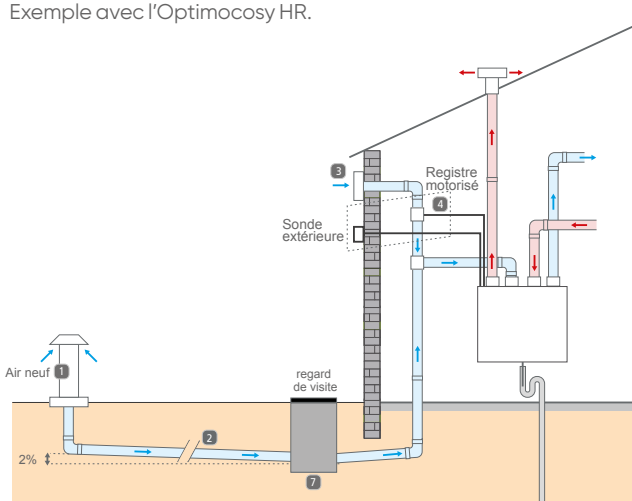 Exemple avec l'Optimocosy HR.
3
Registre
motorisé
4
Sonde
extérieure
Air neuf 1
regard
de visite
2
2%
7